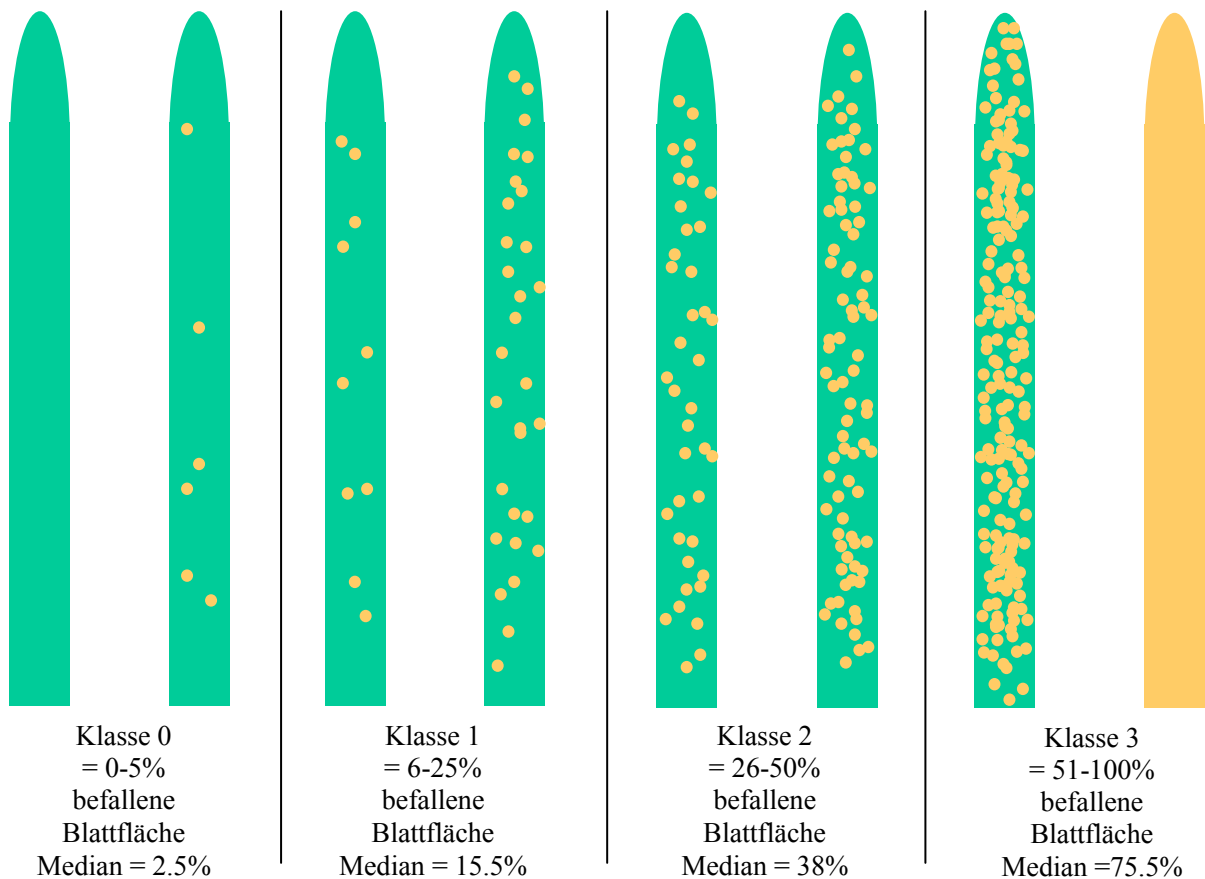 Klasse 0
= 0-5%
befallene
Blattfläche
Median = 2.5%
Klasse 1
= 6-25%
befallene
Blattfläche
Median = 15.5%
Klasse 2
= 26-50%
befallene
Blattfläche
Median = 38%
Klasse 3
= 51-100%
befallene
Blattfläche
Median =75.5%